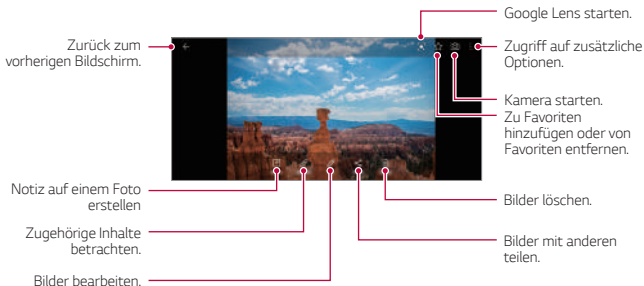 Google Lens starten.
Zurück zum
vorherigen Bildschirm.
Zugriff auf zusätzliche
Optionen.
Kamera starten.
Zu Favoriten
hinzufügen oder von
Favoriten entfernen.
Notiz auf einem Foto
erstellen
Bilder löschen.
Zugehörige Inhalte
betrachten.
Bilder mit anderen
teilen.
Bilder bearbeiten.